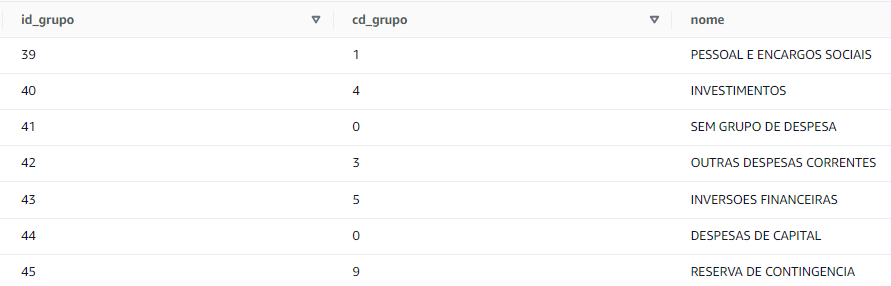 id_grupo cd_grupo nome
39 1 PESSOAL E ENCARGOS SOCIAIS
40 4 INVESTIMENTOS
41 0 SEM GRUPO DE DESPESA
42 3 OUTRAS DESPESAS CORRENTES
43 5 INVERSOES FINANCEIRAS
44 0 DESPESAS DE CAPITAL
45 9 RESERVA DE CONTINGENCIA